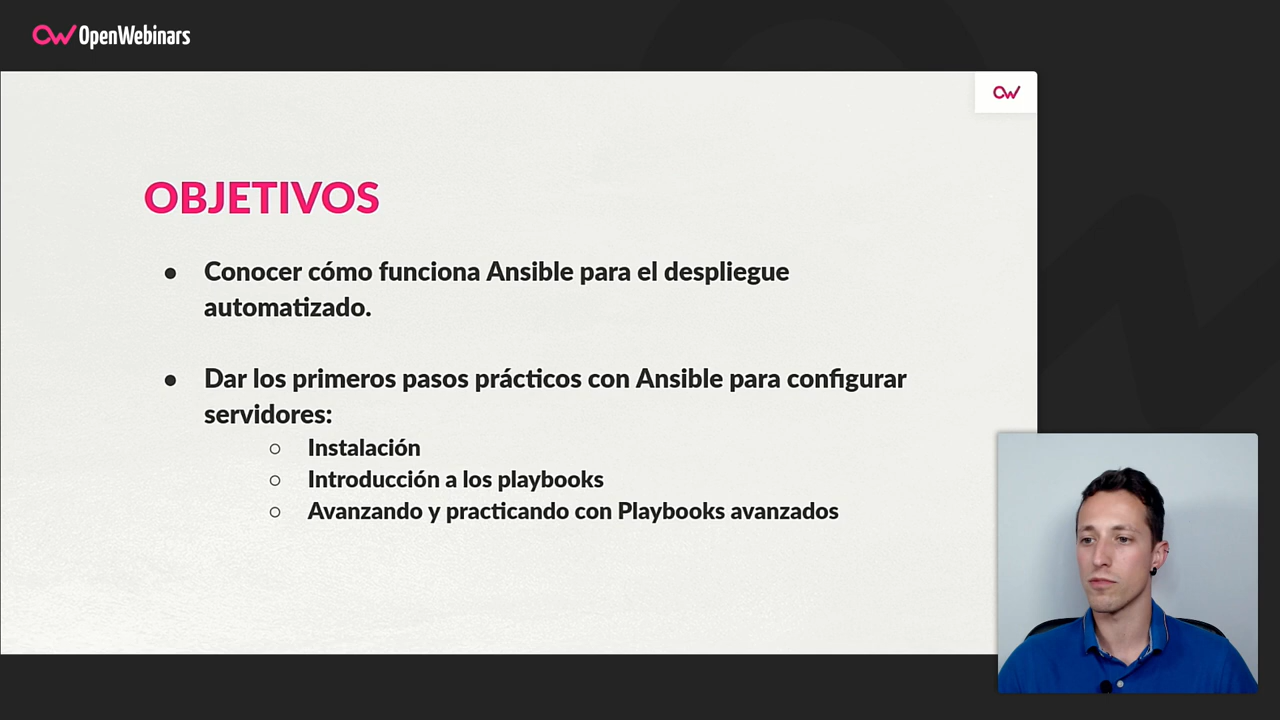 OpenWebinars
OBJETIVOS
● Conocer cómo funciona Ansible para el despliegue
automatizado.
● Dar los primeros pasos prácticos con Ansible para configurar
servidores:
○ Instalación
○ Introducción a los playbooks
○ Avanzando y practicando con Playbooks avanzados